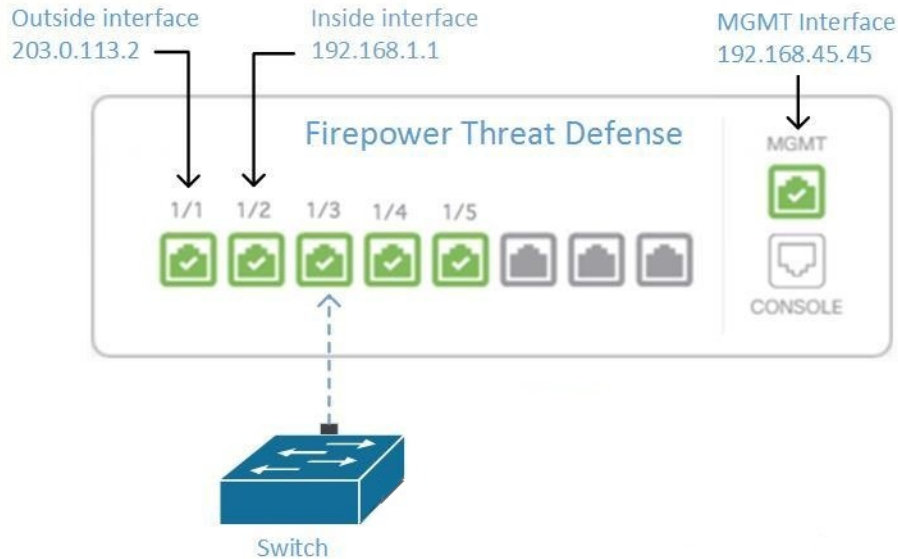 Outside interface
203.0.113.2
Inside interface
192.168.1.1
MGMT Interface
192.168.45.45
Firepower Threat Defense
MGMT
1/1 1/2 1/3 1/4 1/5
CONSOLE
Switch